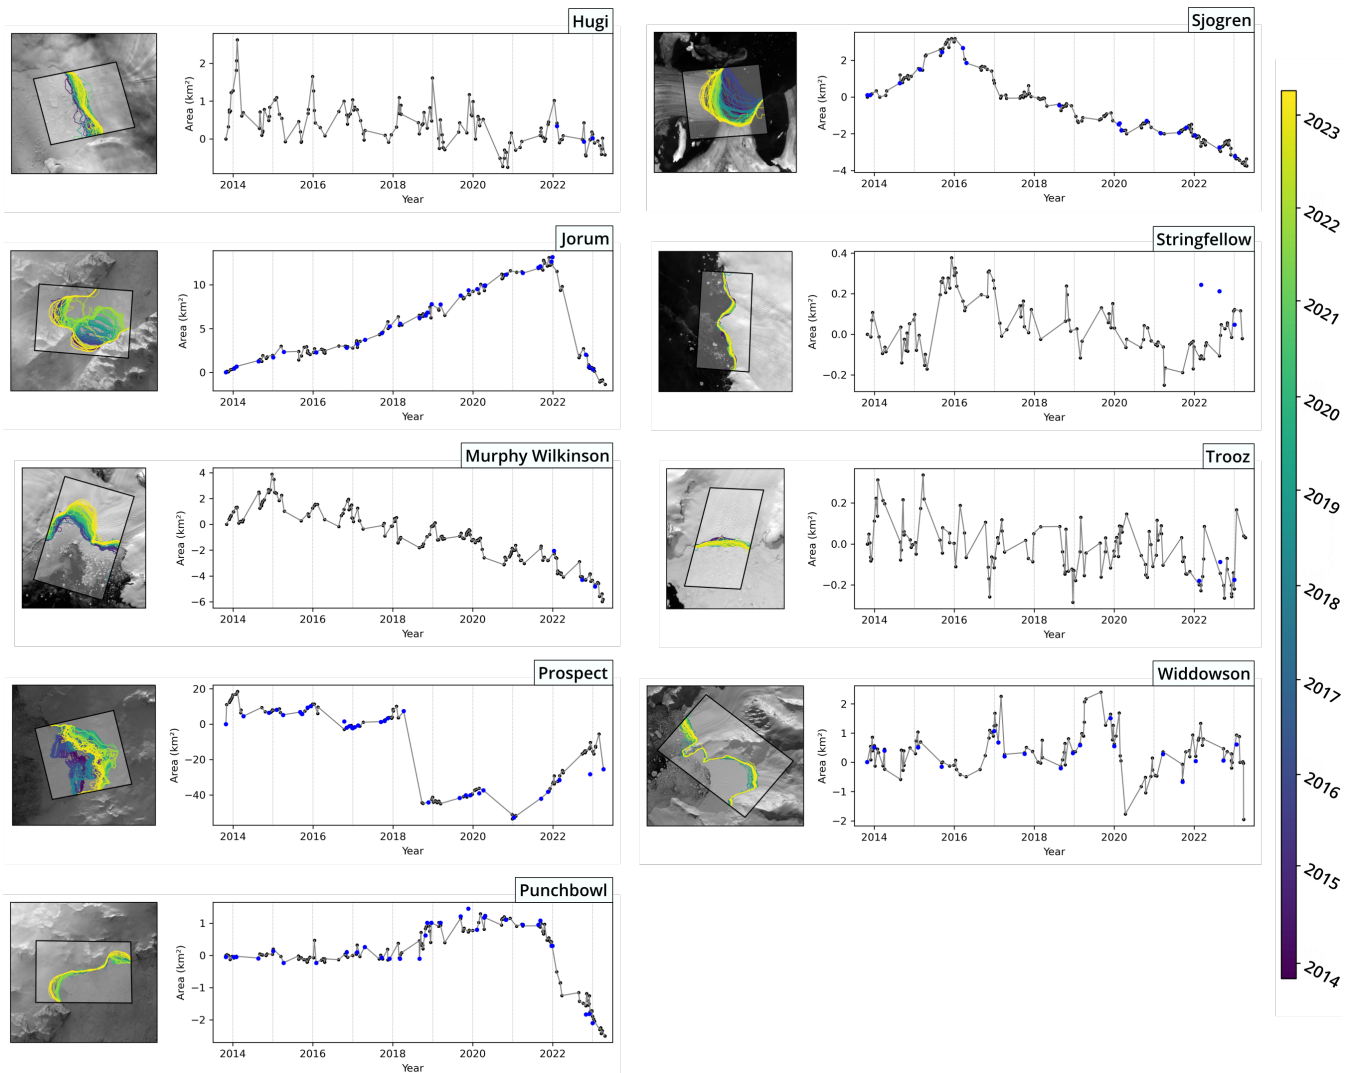 Hugi
Area (km²)
2
1
0
2014 2016 2018 2020 2022
Year
Sjogren
Area (km²)
2
0
−2
−4
2014 2016 2018 2020 2022
Year
Jorum
Area (km²)
10
5
0
2014 2016 2018 2020 2022
Year
Stringfellow
Area (km²)
0.4
0.2
0.0
−0.2
2014 2016 2018 2020 2022
Year
Murphy Wilkinson
Area (km²)
4
2
0
−2
−4
−6
2014 2016 2018 2020 2022
Year
Trooz
Area (km²)
0.2
0.0
−0.2
2014 2016 2018 2020 2022
Year
Prospect
Area (km²)
20
0
−20
−40
2014 2016 2018 2020 2022
Year
Widdowson
Area (km²)
2
1
0
−1
−2
2014 2016 2018 2020 2022
Year
Punchbowl
Area (km²)
1
0
−1
−2
2014 2016 2018 2020 2022
Year
2023
2022
2021
2020
2019
2018
2017
2016
2015
2014